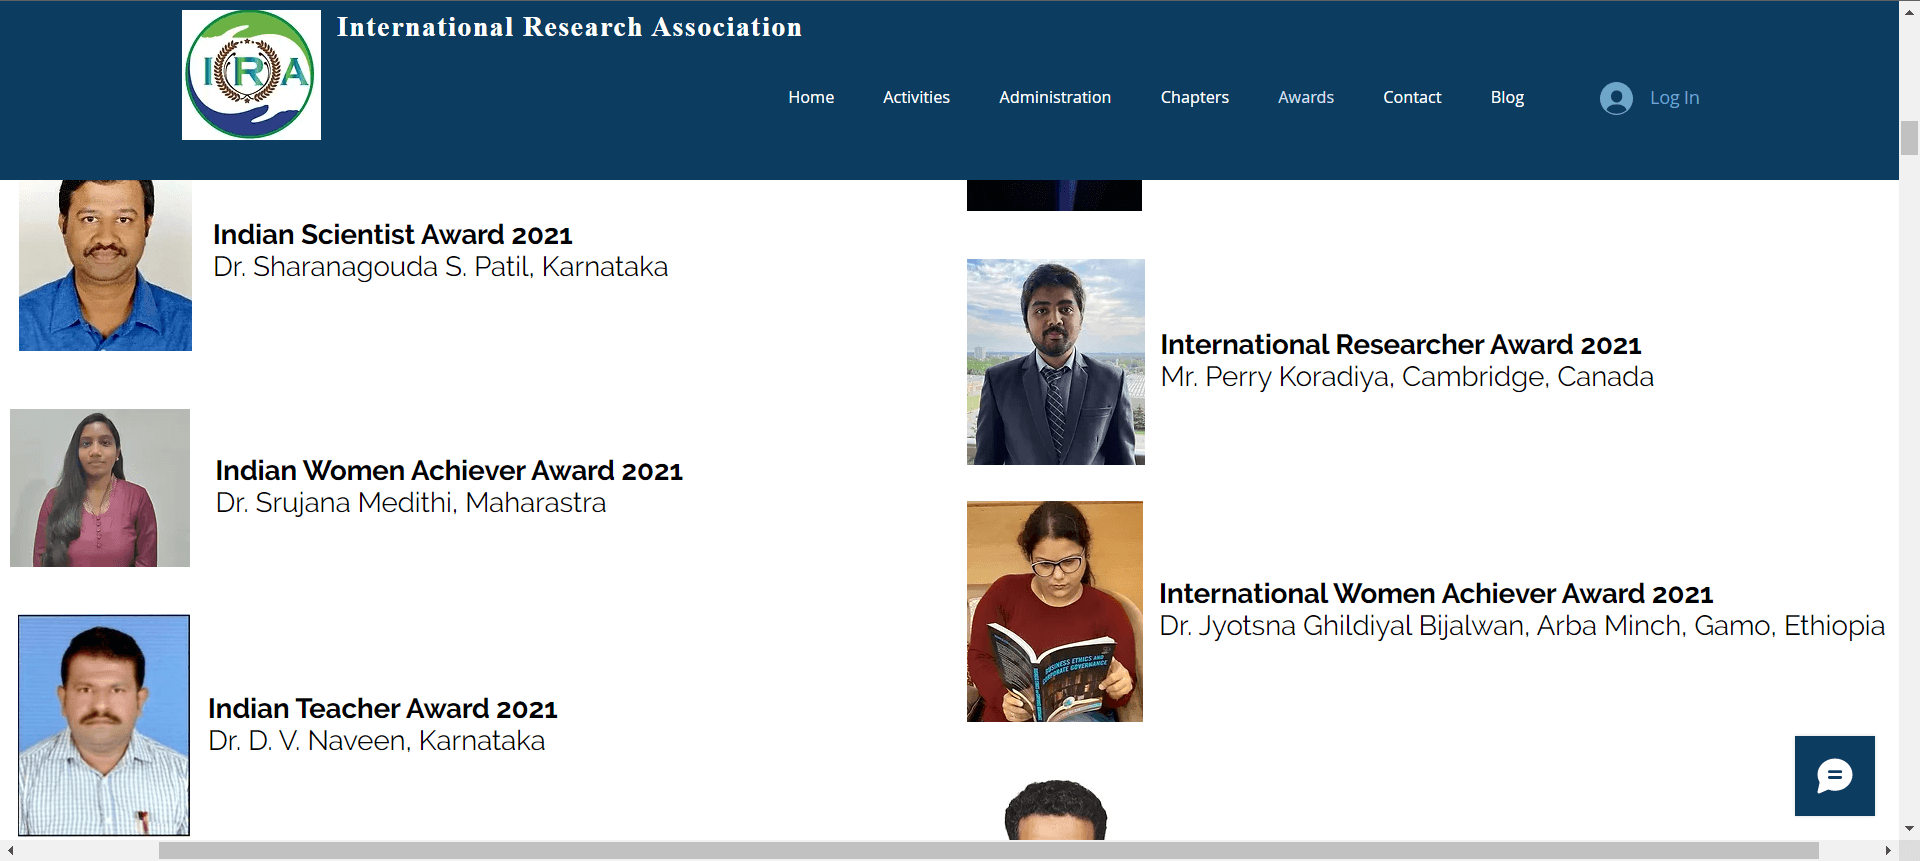 IRA
International Research Association
Home
Activities
Administration
Chapters
Awards
Contact
Blog
Log In
Indian Scientist Award 2021
Dr. Sharanagouda S. Patil, Karnataka
Indian Women Achiever Award 2021
Dr. Srujana Medithi, Maharastra
Indian Teacher Award 2021
Dr. D. V. Naveen, Karnataka
International Researcher Award 2021
Mr. Perry Koradiya, Cambridge, Canada
BUSINESS ETHICS AND
CORPORATE GOVERNANCE
International Women Achiever Award 2021
Dr. Jyotsna Ghildiyal Bijalwan, Arba Minch, Gamo, Ethiopia